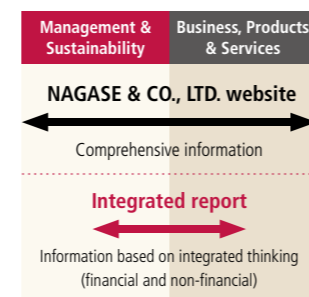 Management &
Sustainability
Business, Products
& Services
NAGASE & CO., LTD. website
Comprehensive information
Integrated report
Information based on integrated thinking
(financial and non-financial)